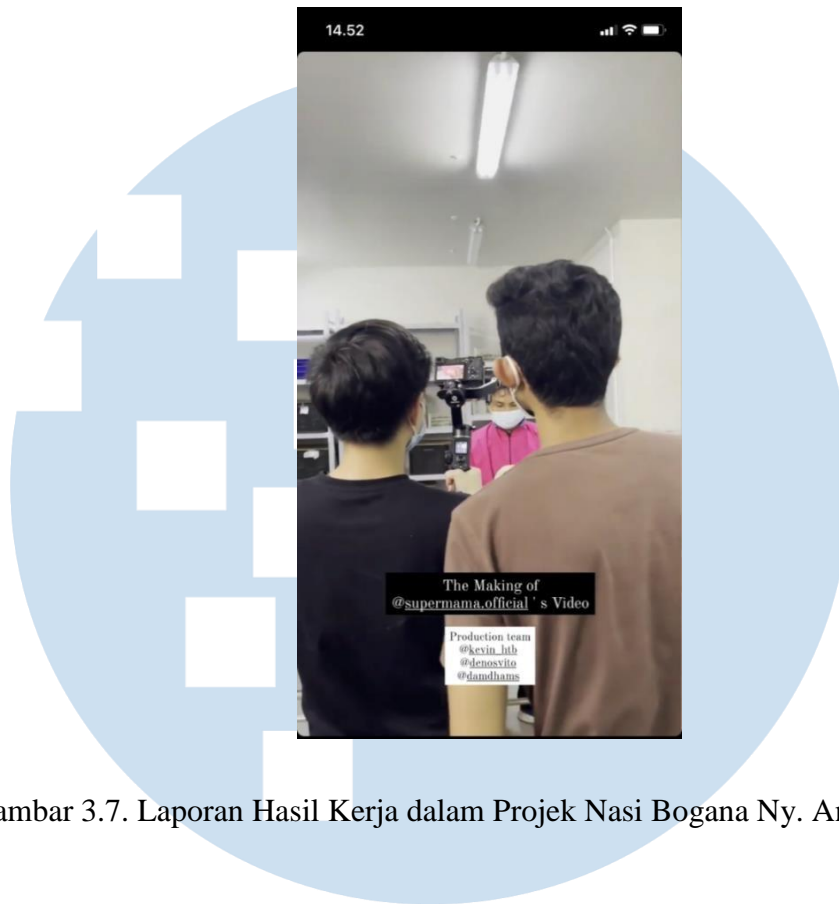 14.52
The Making of
@supermama.official ' s Video
Production team
@kevin_htb
@denosvito
@damdhams
ambar 3.7. Laporan Hasil Kerja dalam Projek Nasi Bogana Ny. An